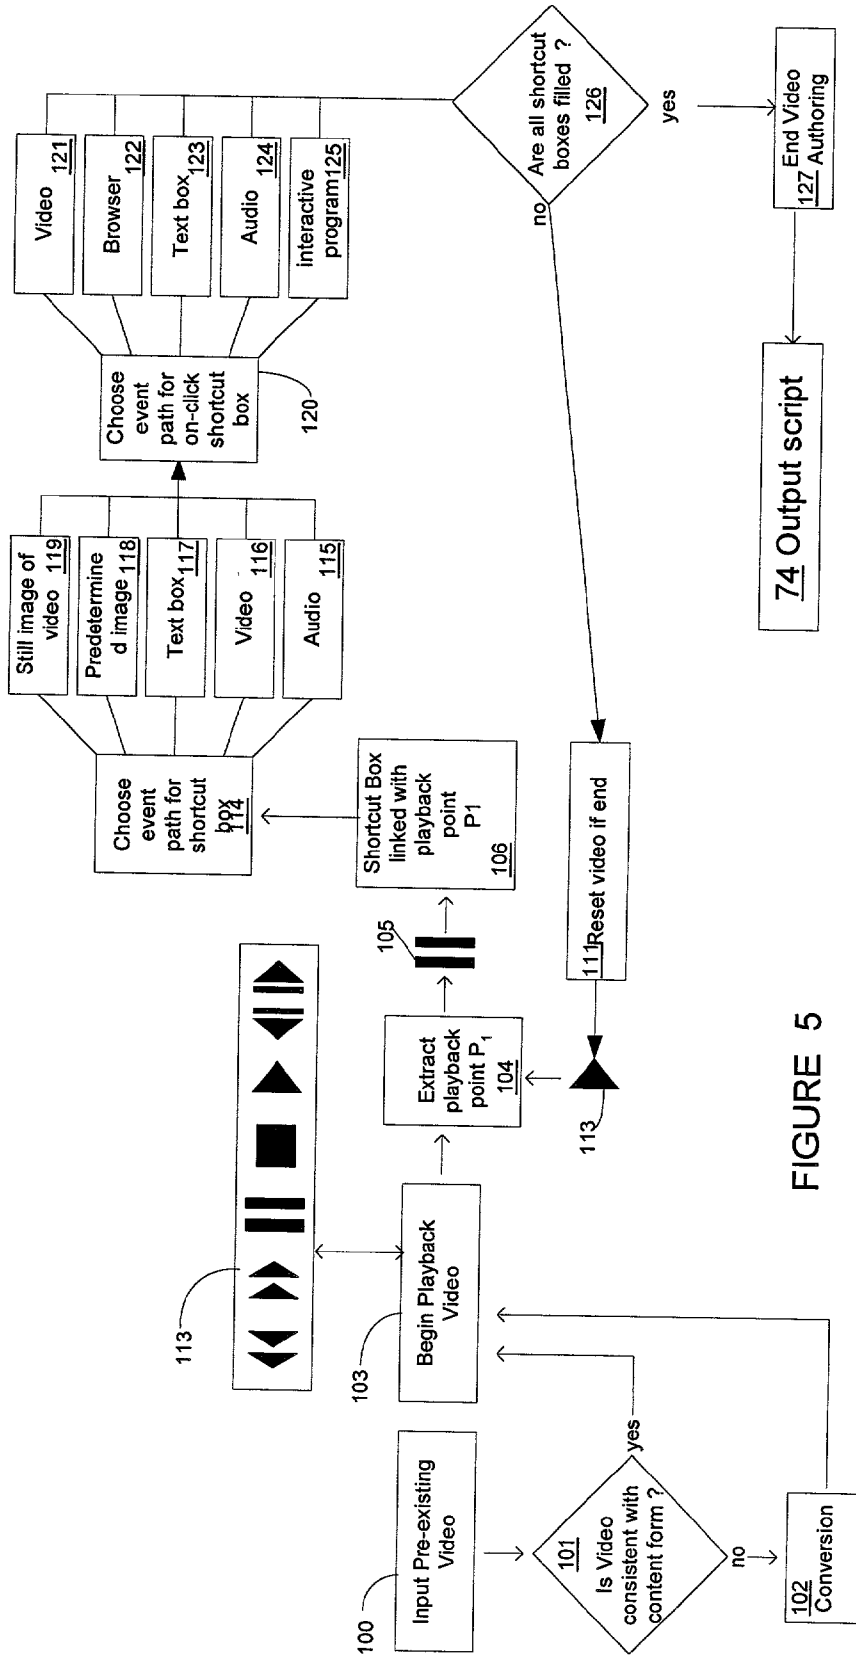 100
Input Pre-existing
Video
101
Is Video
consistent with
content form ?
yes
no
102
Conversion
103
Begin Playback
Video
113
Extract
playback
point P1
104
105
Shortcut Box
linked with
playback
point
P1
106
Choose
event
path for
shortcut
box
114
Still image of
video 119
Predetermine
d image 118
Text box 117
Video 116
Audio 115
Choose
event
path for
on-click
shortcut
box
120
Video 121
Browser 122
Text box 123
Audio 124
interactive
program 125
Are all shortcut
boxes filled ?
126
no
yes
111 Reset video if end
113
End Video
127 Authoring
74 Output script
FIGURE 5